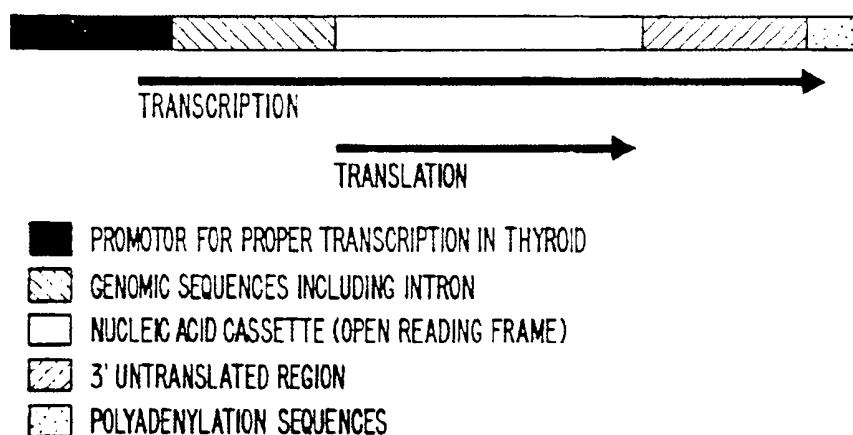 TRANSCRIPTION
TRANSLATION
PROMOTOR FOR PROPER TRANSCRIPTION IN THYROID
GENOMIC SEQUENCES INCLUDING INTRON
NUCLEIC ACID CASSETTE (OPEN READING FRAME)
3' UNTRANSLATED REGION
POLYADENYLATION SEQUENCES